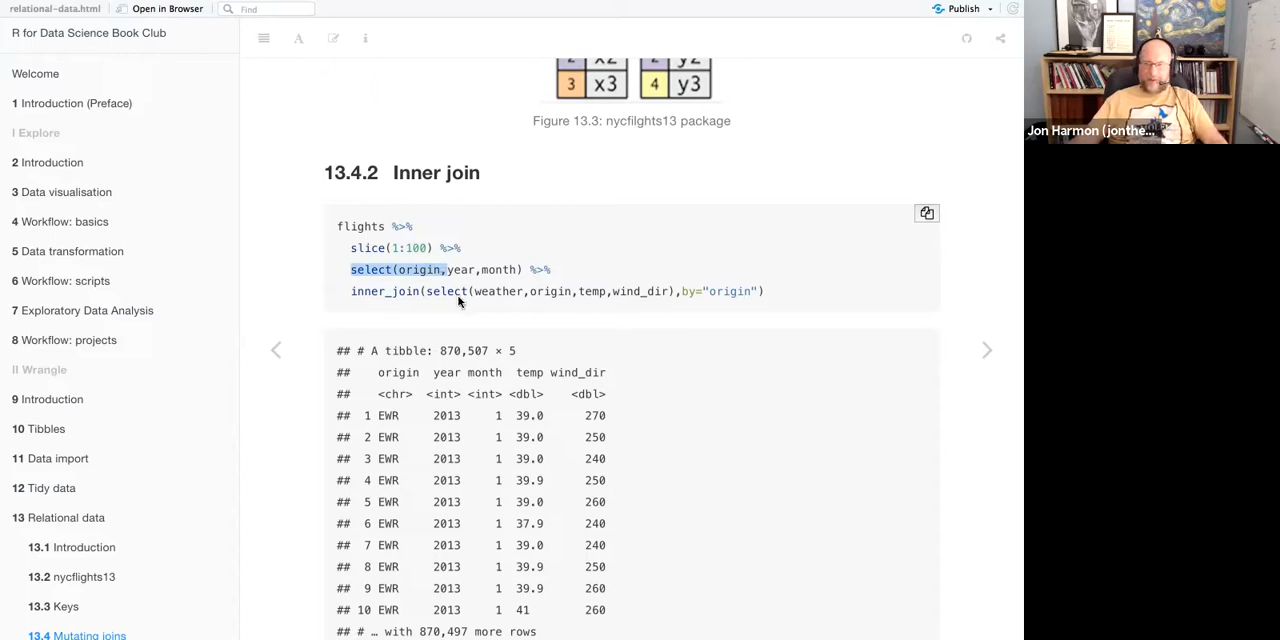 relational-data.html
Open in Browser
Find
Publish
R for Data Science Book Club
Welcome
1 Introduction (Preface)
I Explore
2 Introduction
3 Data visualisation
4 Workflow: basics
5 Data transformation
6 Workflow: scripts
7 Exploratory Data Analysis
8 Workflow: projects
II Wrangle
9 Introduction
10 Tibbles
11 Data import
12 Tidy data
13 Relational data
13.1 Introduction
13.2 nycflights13
13.3 Keys
13.4 Mutating joins
2 x2 2 y2
3 x3 4 y3
Figure 13.3: nycfilghts13 package
13.4.2 Inner join
flights %>%
slice(1:100) %>%
select(origin,year,month) %>%
inner_join(select(weather,origin,temp,wind_dir),by="origin")
## # A tibble: 870,507 × 5
## origin year month temp wind_dir
## <chr> <int> <int> <dbl> <dbl>
## 1 EWR 2013 1 39.0 270
## 2 EWR 2013 1 39.0 250
## 3 EWR 2013 1 39.0 240
## 4 EWR 2013 1 39.9 250
## 5 EWR 2013 1 39.0 260
## 6 EWR 2013 1 37.9 240
## 7 EWR 2013 1 39.0 240
## 8 EWR 2013 1 39.9 250
## 9 EWR 2013 1 39.9 260
## 10 EWR 2013 1 41 260
## # … with 870,497 more rows
Jon Harmon (jonthe...